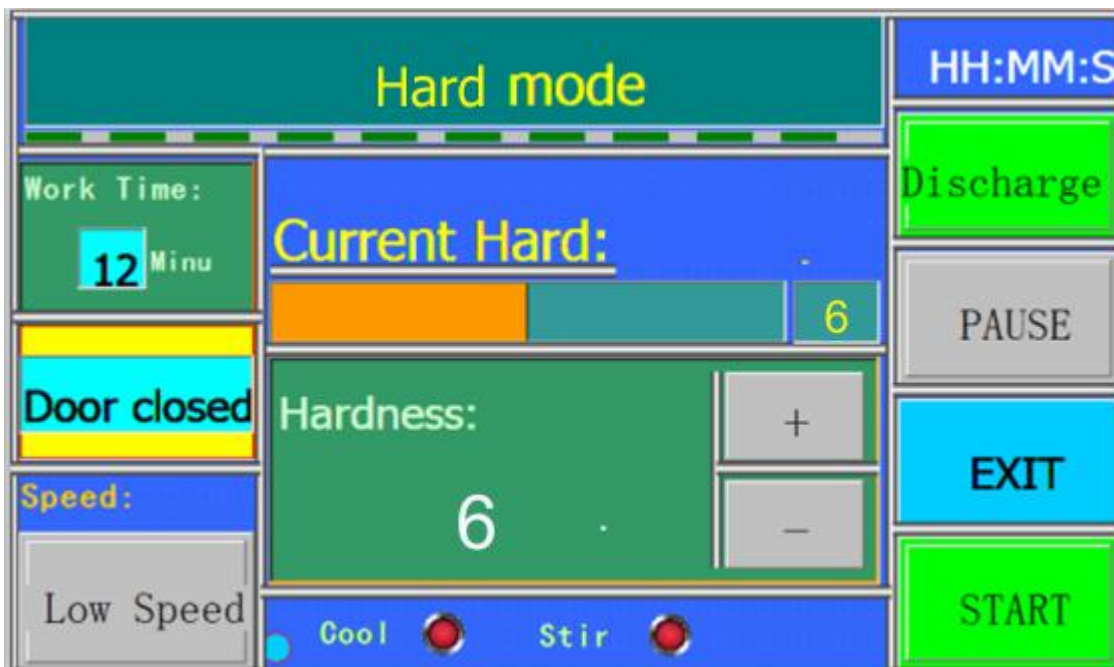 Hard mode
HH:MM:S
Work Time:
12 Minu
Current Hard:
6
Discharge
PAUSE
Door closed
Hardness:
+
6
-
EXIT
Speed:
Low Speed
Cool
Stir
START